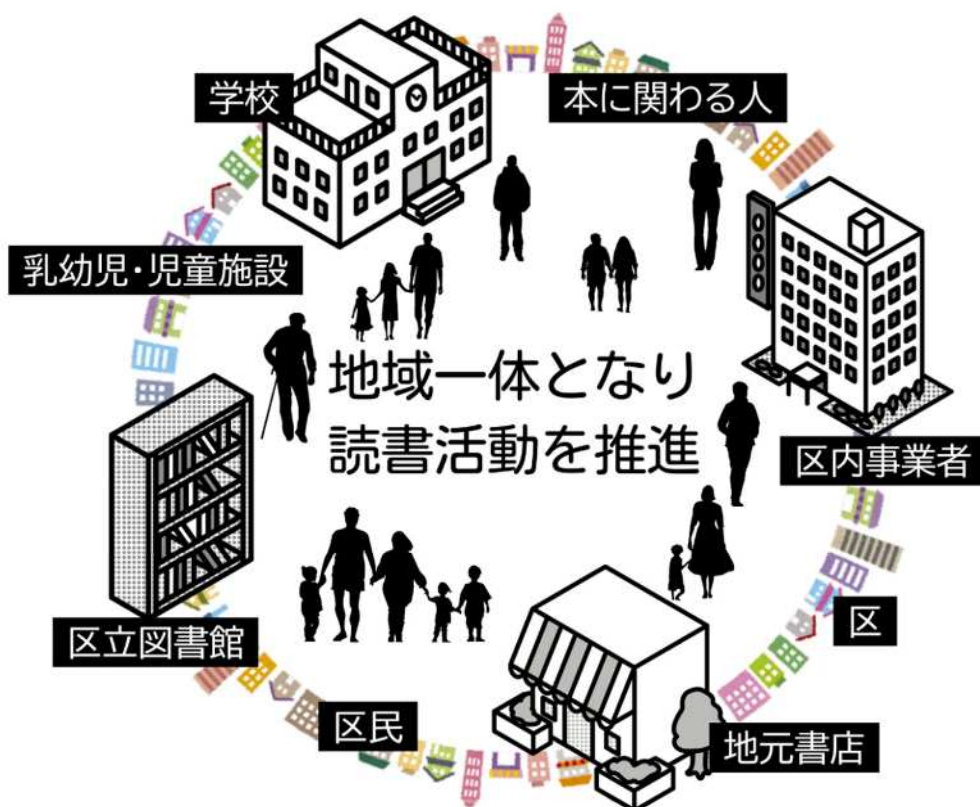 学校
本に関わる人
乳幼児・児童施設
地域一体となり
読書活動を推進
区内事業者
区
区立図書館
区民
地元書店